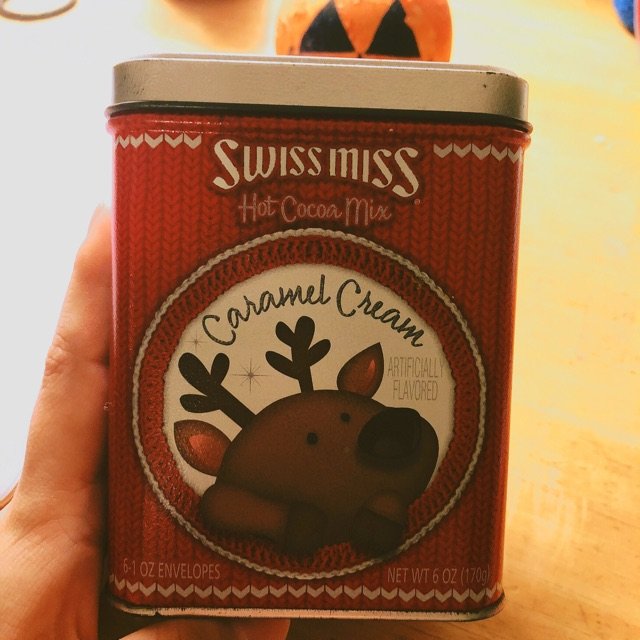 SWISS MISS®
Hot Cocoa Mix
Caramel Cream
ARTIFICIALLY
FLAVORED
6-1 OZ ENVELOPES
NET WT 6 OZ (170g)